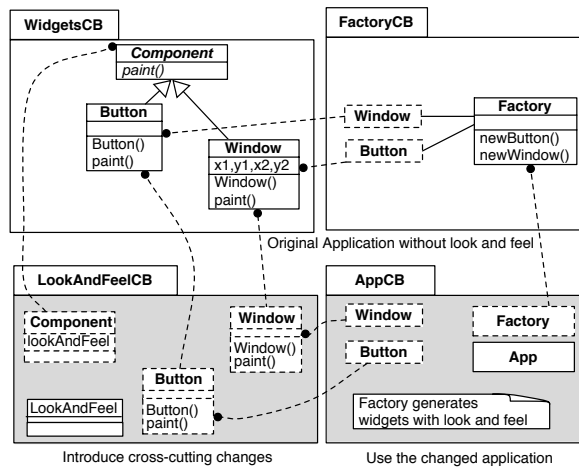 WidgetsCB
Component
paint()
Button
Button()
paint()
Window
x1,y1,x2,y2
Window()
paint()
FactoryCB
Window
Button
Factory
newButton()
newWindow()
Original Application without look and feel
LookAndFeelCB
Component
lookAndFeel
Window
Window()
paint()
Button
Button()
paint()
LookAndFeel
AppCB
Window
Button
Factory
App
Factory generates
widgets with look and feel
Introduce cross-cutting changes
Use the changed application